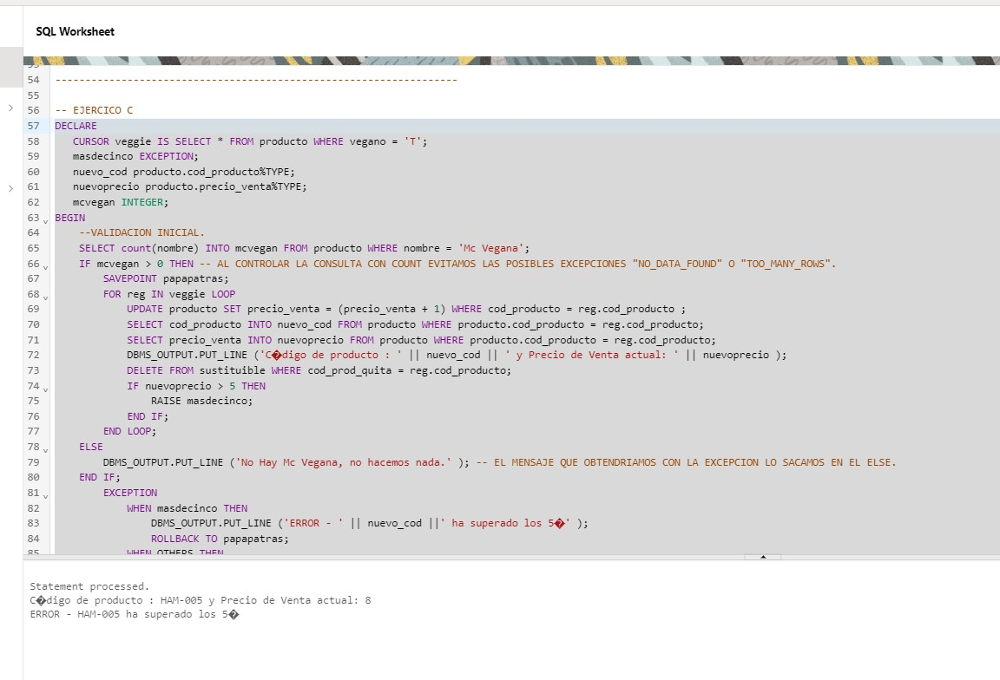 SQL Worksheet
53
54 -------------------------------------------------------------------
55
56 -- EJERCICO C
57 DECLARE
58 CURSOR veggie IS SELECT * FROM producto WHERE vegano = 'T';
59 masdecinco EXCEPTION;
60 nuevo_cod producto.cod_producto%TYPE;
61 nuevoprecio producto.precio_venta%TYPE;
62 mcvegan INTEGER;
63 BEGIN
64 --VALIDACION INICIAL.
65 SELECT count(nombre) INTO mcvegan FROM producto WHERE nombre = 'Mc Vegana';
66 IF mcvegan > 0 THEN -- AL CONTROLAR LA CONSULTA CON COUNT EVITAMOS LAS POSIBLES EXCEPCIONES "NO_DATA_FOUND" O "TOO_MANY_ROWS".
67 SAVEPOINT papapatras;
68 FOR reg IN veggie LOOP
69 UPDATE producto SET precio_venta = (precio_venta + 1) WHERE cod_producto = reg.cod_producto ;
70 SELECT cod_producto INTO nuevo_cod FROM producto WHERE producto.cod_producto = reg.cod_producto;
71 SELECT precio_venta INTO nuevoprecio FROM producto WHERE producto.cod_producto = reg.cod_producto;
72 DBMS_OUTPUT.PUT_LINE ('C�digo de producto : ' || nuevo_cod || ' y Precio de Venta actual: ' || nuevoprecio );
73 DELETE FROM sustituible WHERE cod_prod_quita = reg.cod_producto;
74 IF nuevoprecio > 5 THEN
75 RAISE masdecinco;
76 END IF;
77 END LOOP;
78 ELSE
79 DBMS_OUTPUT.PUT_LINE ('No Hay Mc Vegana, no hacemos nada.' ); -- EL MENSAJE QUE OBTENDRIAMOS CON LA EXCEPCION LO SACAMOS EN EL ELSE.
80 END IF;
81 EXCEPTION
82 WHEN masdecinco THEN
83 DBMS_OUTPUT.PUT_LINE ('ERROR - ' || nuevo_cod ||' ha superado los 5�' );
84 ROLLBACK TO papapatras;
85 WHEN OTHERS THEN
Statement processed.
C�digo de producto : HAM-005 y Precio de Venta actual: 8
ERROR - HAM-005 ha superado los 5�